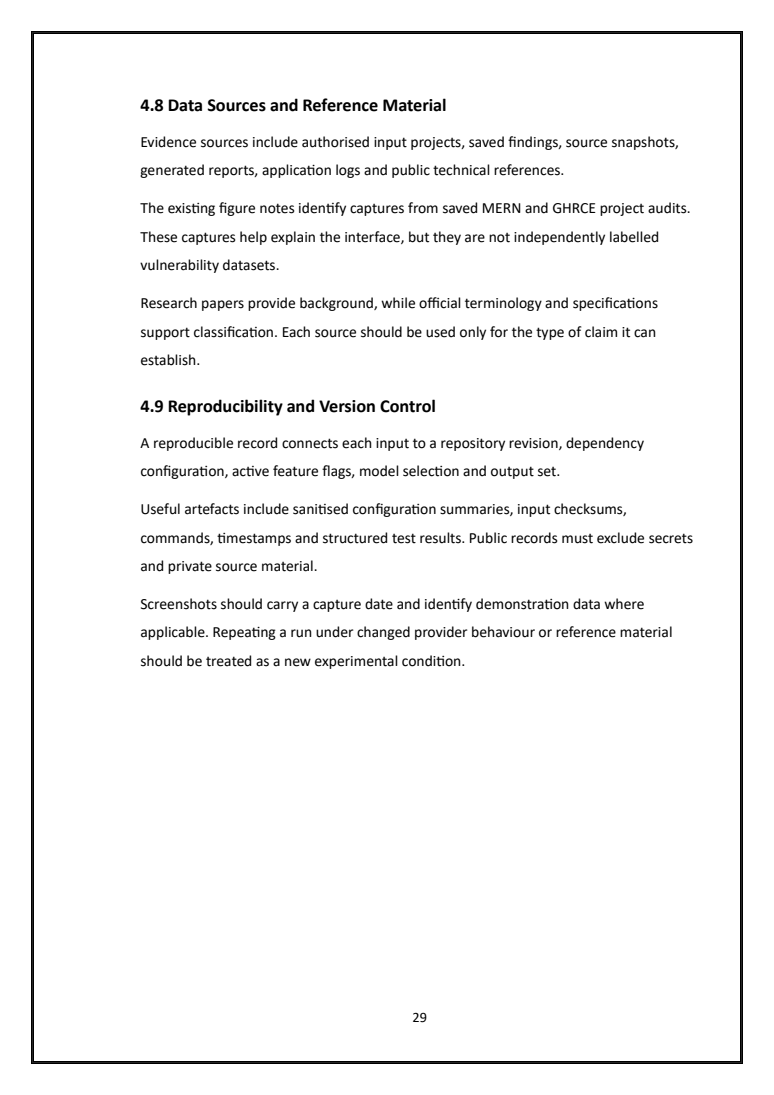 4.8 Data Sources and Reference Material
Evidence sources include authorised input projects, saved findings, source snapshots,
generated reports, application logs and public technical references.
The existing figure notes identify captures from saved MERN and GHRCE project audits.
These captures help explain the interface, but they are not independently labelled
vulnerability datasets.
Research papers provide background, while official terminology and specifications
support classification. Each source should be used only for the type of claim it can
establish.
4.9 Reproducibility and Version Control
A reproducible record connects each input to a repository revision, dependency
configuration, active feature flags, model selection and output set.
Useful artefacts include sanitised configuration summaries, input checksums,
commands, timestamps and structured test results. Public records must exclude secrets
and private source material.
Screenshots should carry a capture date and identify demonstration data where
applicable. Repeating a run under changed provider behaviour or reference material
should be treated as a new experimental condition.
29